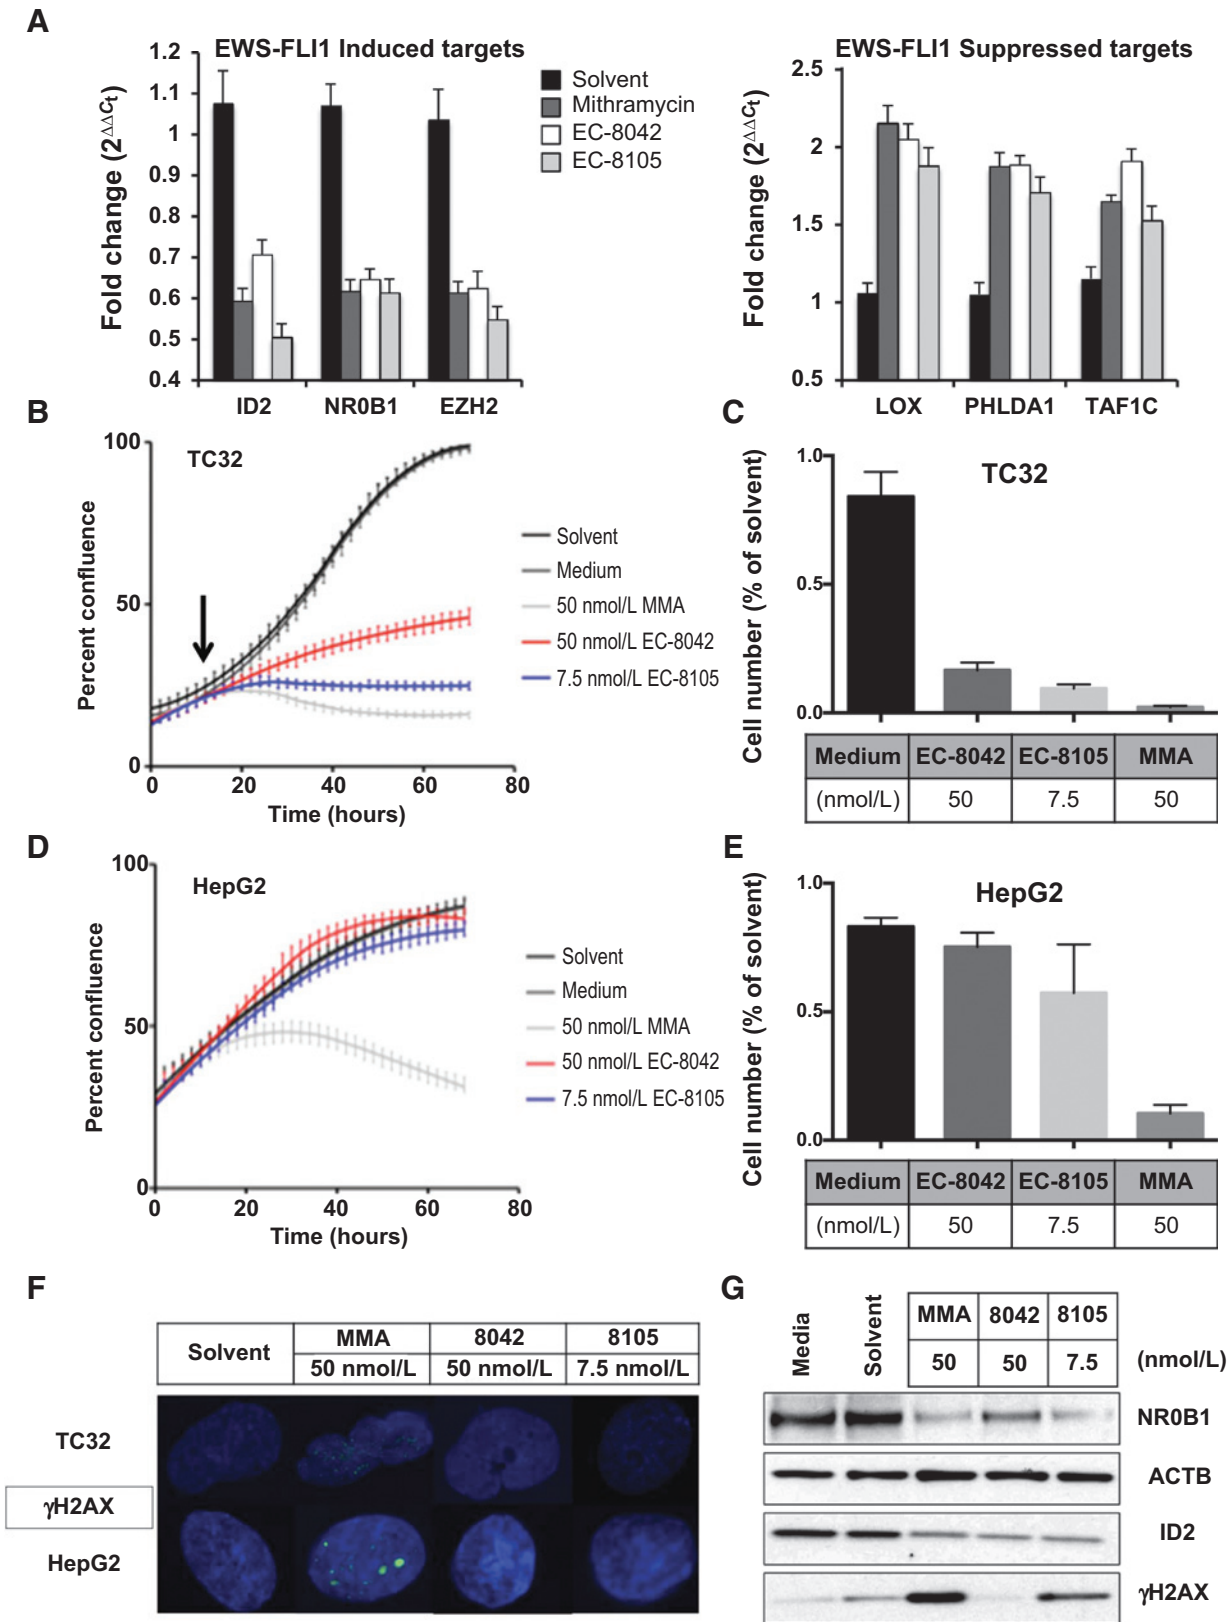 A
EWS-FLI1 Induced targets
Fold change (2^ΔΔCt)
1.2
1.1
1
0.9
0.8
0.7
0.6
0.5
0.4
ID2 NR0B1 EZH2
Solvent
Mithramycin
EC-8042
EC-8105
EWS-FLI1 Suppressed targets
Fold change (2^ΔΔCt)
2.5
2
1.5
1
0.5
LOX PHLDA1 TAF1C
B
TC32
Percent confluence
100
50
0
0 20 40 60 80
Time (hours)
Solvent
Medium
50 nmol/L MMA
50 nmol/L EC-8042
7.5 nmol/L EC-8105
C
TC32
Cell number (% of solvent)
1.0
0.5
0.0
Medium EC-8042 EC-8105 MMA
(nmol/L) 50 7.5 50
D
HepG2
Percent confluence
100
50
0
0 20 40 60 80
Time (hours)
Solvent
Medium
50 nmol/L MMA
50 nmol/L EC-8042
7.5 nmol/L EC-8105
E
HepG2
Cell number (% of solvent)
1.0
0.5
0.0
Medium EC-8042 EC-8105 MMA
(nmol/L) 50 7.5 50
F
Solvent MMA 8042 8105
50 nmol/L 50 nmol/L 7.5 nmol/L
TC32
γH2AX
HepG2
G
Media Solvent MMA 8042 8105
50 50 7.5 (nmol/L)
NR0B1
ACTB
ID2
γH2AX